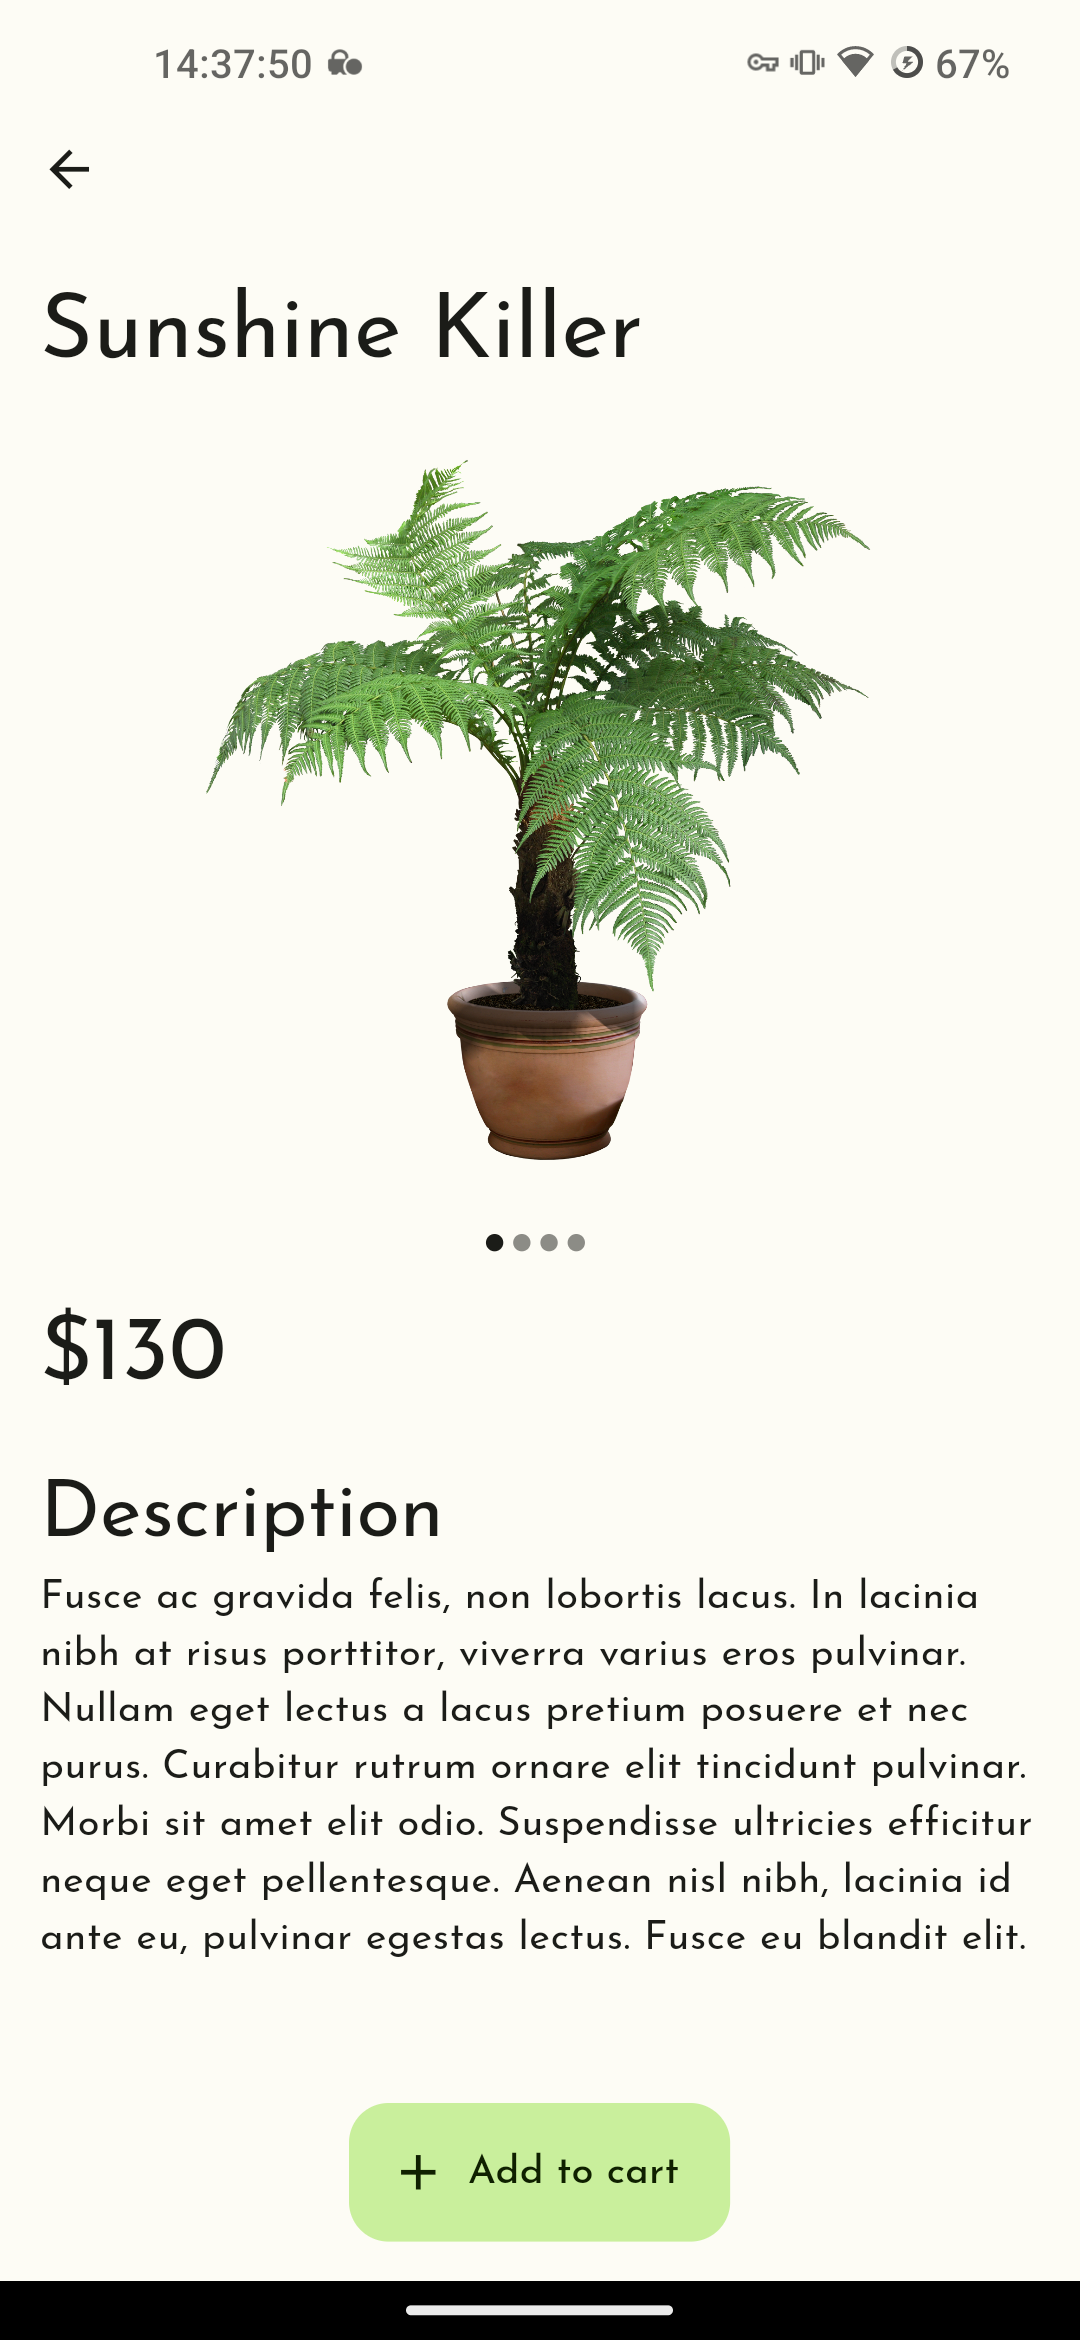 14:37:50
67%
Sunshine Killer
$130
Description
Fusce ac gravida felis, non lobortis lacus. In lacinia
nibh at risus porttitor, viverra varius eros pulvinar.
Nullam eget lectus a lacus pretium posuere et nec
purus. Curabitur rutrum ornare elit tincidunt pulvinar.
Morbi sit amet elit odio. Suspendisse ultricies efficitur
neque eget pellentesque. Aenean nisl nibh, lacinia id
ante eu, pulvinar egestas lectus. Fusce eu blandit elit.
+ Add to cart